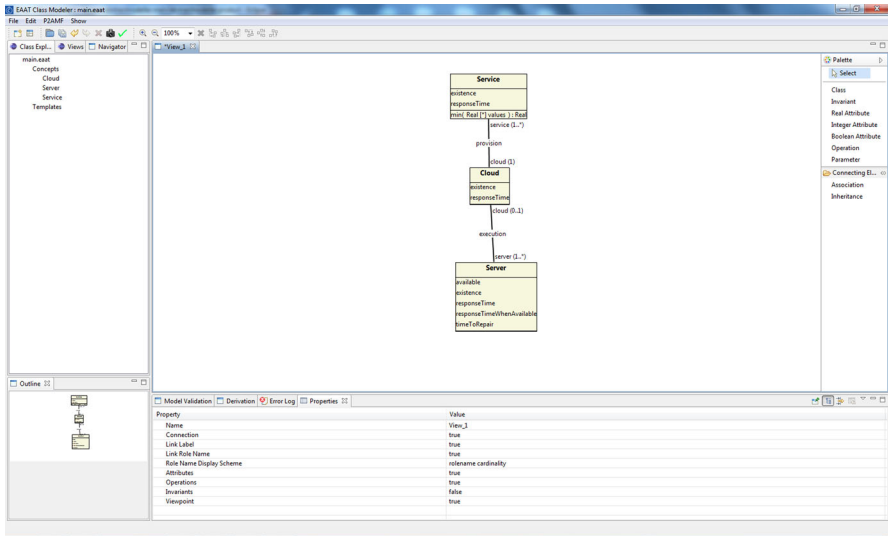 EAAT Class Modeler : main.eaat
File Edit P2AMF Show
100%
Class Expl... Views Navigator
*View_1
main.eaat
Concepts
Cloud
Server
Service
Templates
Service
existence
responseTime
min( Real [*] values ) : Real
service (1..*)
provision
cloud (1)
Cloud
existence
responseTime
cloud (0..1)
execution
server (1..*)
Server
available
existence
responseTime
responseTimeWhenAvailable
timeToRepair
Palette
Select
Class
Invariant
Real Attribute
Integer Attribute
Boolean Attribute
Operation
Parameter
Connecting El...
Association
Inheritance
Outline
Model Validation Derivation Error Log Properties
Property Value
Name View_1
Connection true
Link Label true
Link Role Name true
Role Name Display Scheme rolename cardinality
Attributes true
Operations true
Invariants false
Viewpoint true